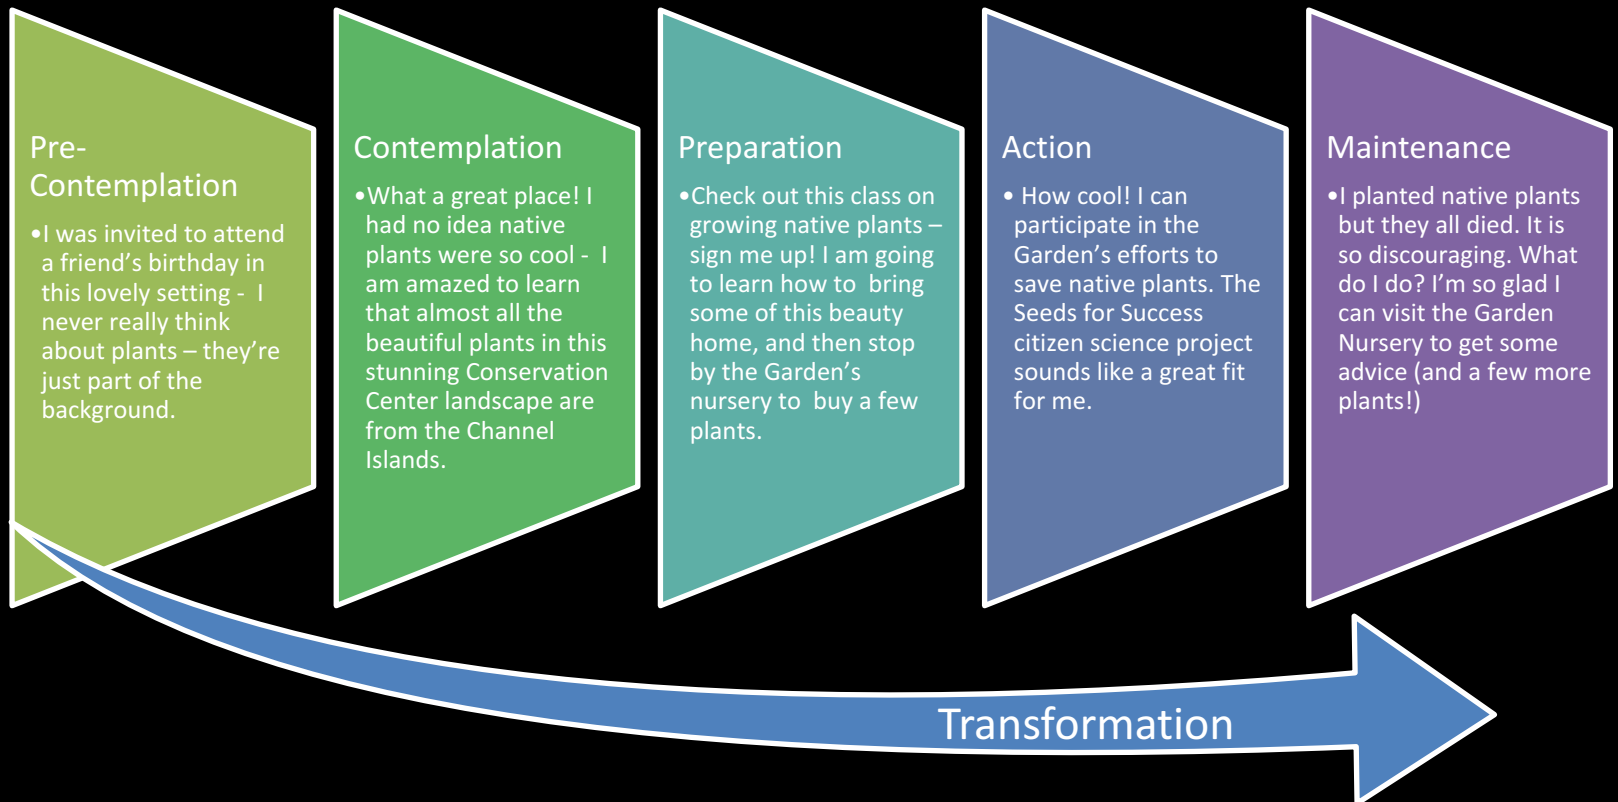 Pre-
Contemplation
•I was invited to attend
a friend’s birthday in
this lovely setting -  I
never really think
about plants – they’re
just part of the
background.
Contemplation
•What a great place! I
had no idea native
plants were so cool -  I
am amazed to learn
that almost all the
beautiful plants in this
stunning Conservation
Center landscape are
from the Channel
Islands.
Preparation
•Check out this class on
growing native plants –
sign me up! I am going
to learn how to  bring
some of this beauty
home, and then stop
by the Garden’s
nursery to  buy a few
plants.
Action
• How cool! I can
participate in the
Garden’s efforts to
save native plants. The
Seeds for Success
citizen science project
sounds like a great fit
for me.
Maintenance
•I planted native plants
but they all died. It is
so discouraging. What
do I do? I’m so glad I
can visit the Garden
Nursery to get some
advice (and a few more
plants!)
Transformation